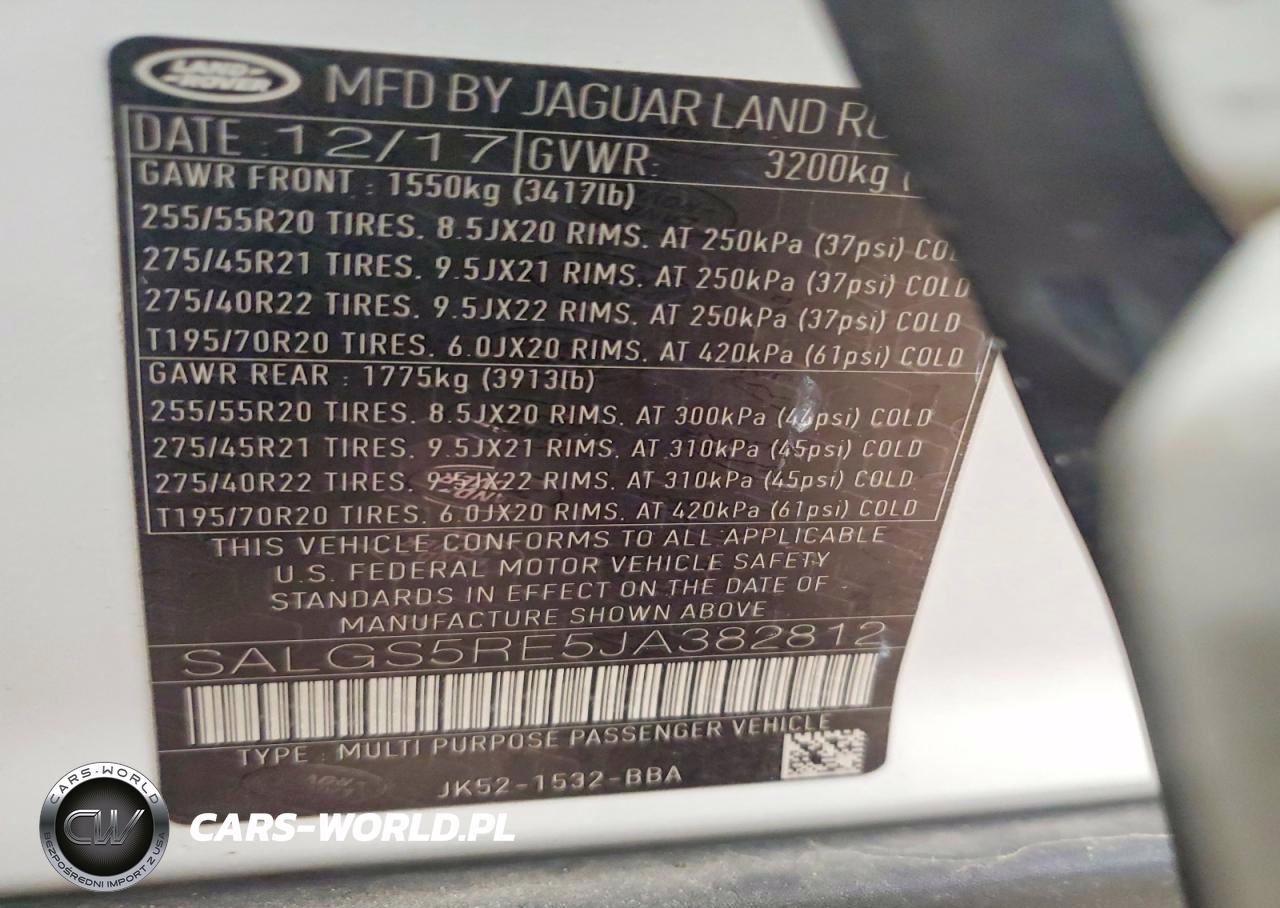 LAND-
-ROVER
MFD BY JAGUAR LAND
DATE : 12/17 GVWR: 3200kg (
GAWR FRONT : 1550kg (3417lb)
255/55R20 TIRES. 8.5JX20 RIMS. AT 250kPa (37psi)
275/45R21 TIRES. 9.5JX21 RIMS. AT 250kPa (37psi) COLD
275/40R22 TIRES. 9.5JX22 RIMS. AT 250kPa (37psi) COLD
T195/70R20 TIRES. 6.0JX20 RIMS. AT 420kPa (61psi) COLD
GAWR REAR : 1775kg (3913lb)
255/55R20 TIRES. 8.5JX20 RIMS. AT 300kPa (44psi) COLD
275/45R21 TIRES. 9.5JX21 RIMS. AT 310kPa (45psi) COLD
275/40R22 TIRES. 9.5JX22 RIMS. AT 310kPa (45psi) COLD
T195/70R20 TIRES. 6.0JX20 RIMS. AT 420kPa (61psi) COLD
THIS VEHICLE CONFORMS TO ALL APPLICABLE
U.S. FEDERAL MOTOR VEHICLE SAFETY
STANDARDS IN EFFECT ON THE DATE OF
MANUFACTURE SHOWN ABOVE
SALGS5RE5JA382812
TYPE : MULTI PURPOSE PASSENGER VEHICLE
JK52-1532-BBA
CARS-WORLD
CW
BEZPOŚREDNI IMPORT Z USA
CARS-WORLD.PL